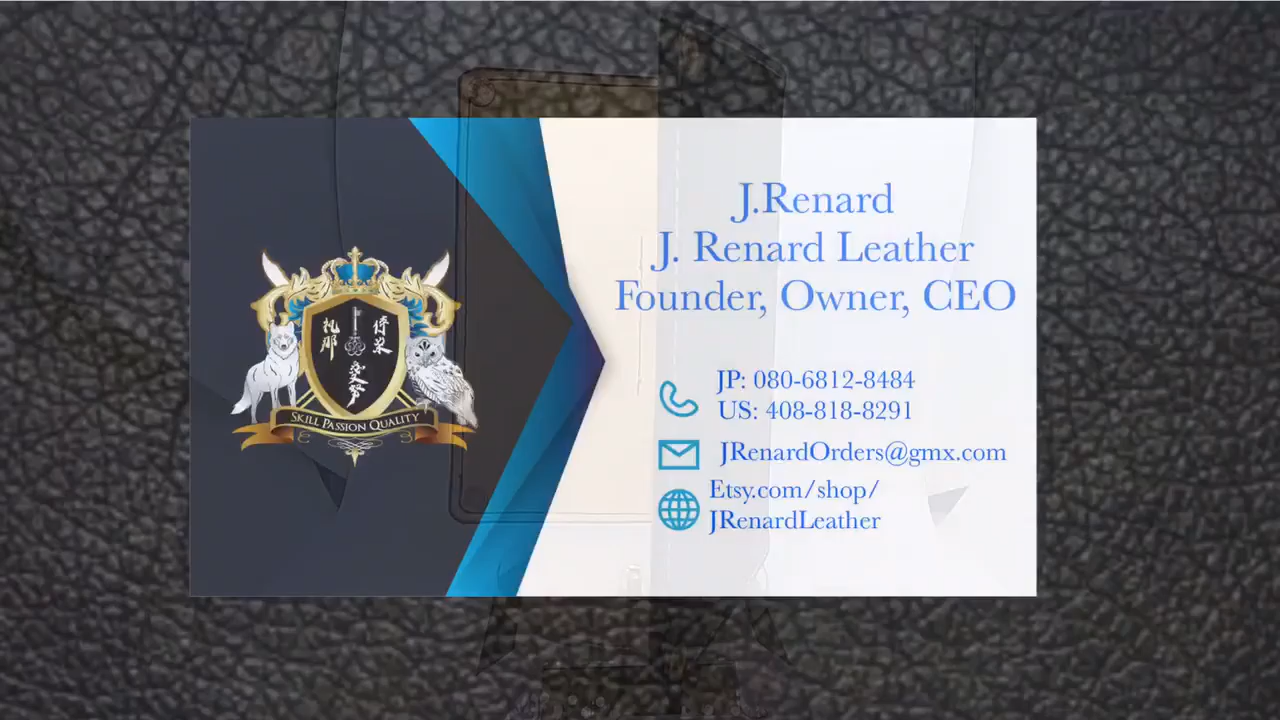 J.Renard
J. Renard Leather
Founder, Owner, CEO
JP: 080-6812-8484
US: 408-818-8291
JRenardOrders@gmx.com
Etsy.com/shop/
JRenardLeather
SKILL PASSION QUALITY